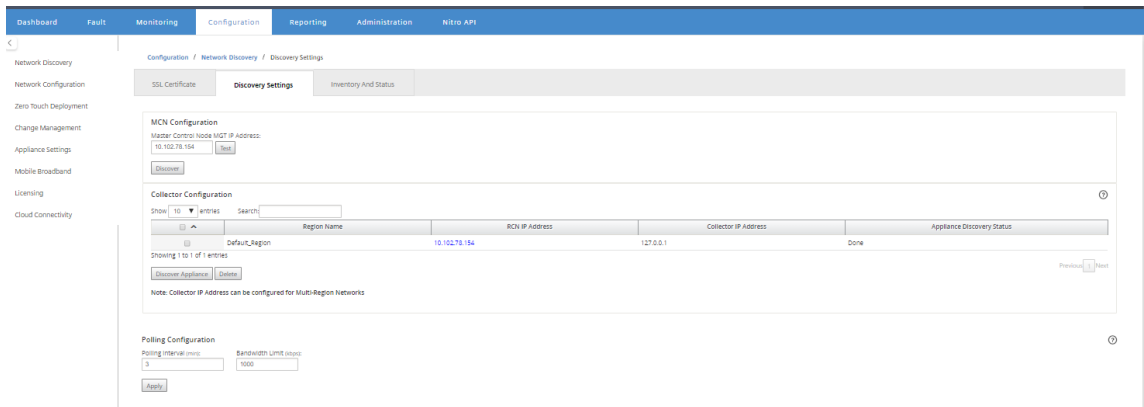 Dashboard Fault Monitoring Configuration Reporting Administration Nitro API
Network Discovery
Network Configuration
Zero Touch Deployment
Change Management
Appliance Settings
Mobile Broadband
Licensing
Cloud Connectivity
Configuration / Network Discovery / Discovery Settings
SSL Certificate Discovery Settings Inventory And Status
MCN Configuration
Master Control Node MGT IP Address:
10.102.78.154 Test
Discover
Collector Configuration
Show 10 entries Search:
Region Name RCN IP Address Collector IP Address Appliance Discovery Status
Default_Region 10.102.78.154 127.0.0.1 Done
Showing 1 to 1 of 1 entries
Previous 1 Next
Discover Appliance Delete
Note: Collector IP Address can be configured for Multi-Region Networks
Polling Configuration
Polling Interval (min): Bandwidth Limit (kbps):
3 1000
Apply